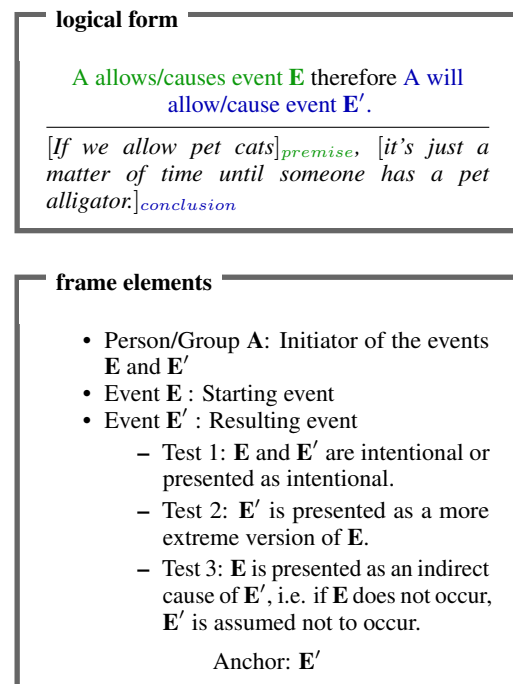 logical form
A allows/causes event E therefore A will
allow/cause event E′.
[If we allow pet cats]premise, [it's just a
matter of time until someone has a pet
alligator.]conclusion
frame elements
• Person/Group A: Initiator of the events
E and E′
• Event E : Starting event
• Event E′ : Resulting event
– Test 1: E and E′ are intentional or
presented as intentional.
– Test 2: E′ is presented as a more
extreme version of E.
– Test 3: E is presented as an indirect
cause of E′, i.e. if E does not occur,
E′ is assumed not to occur.
Anchor: E′